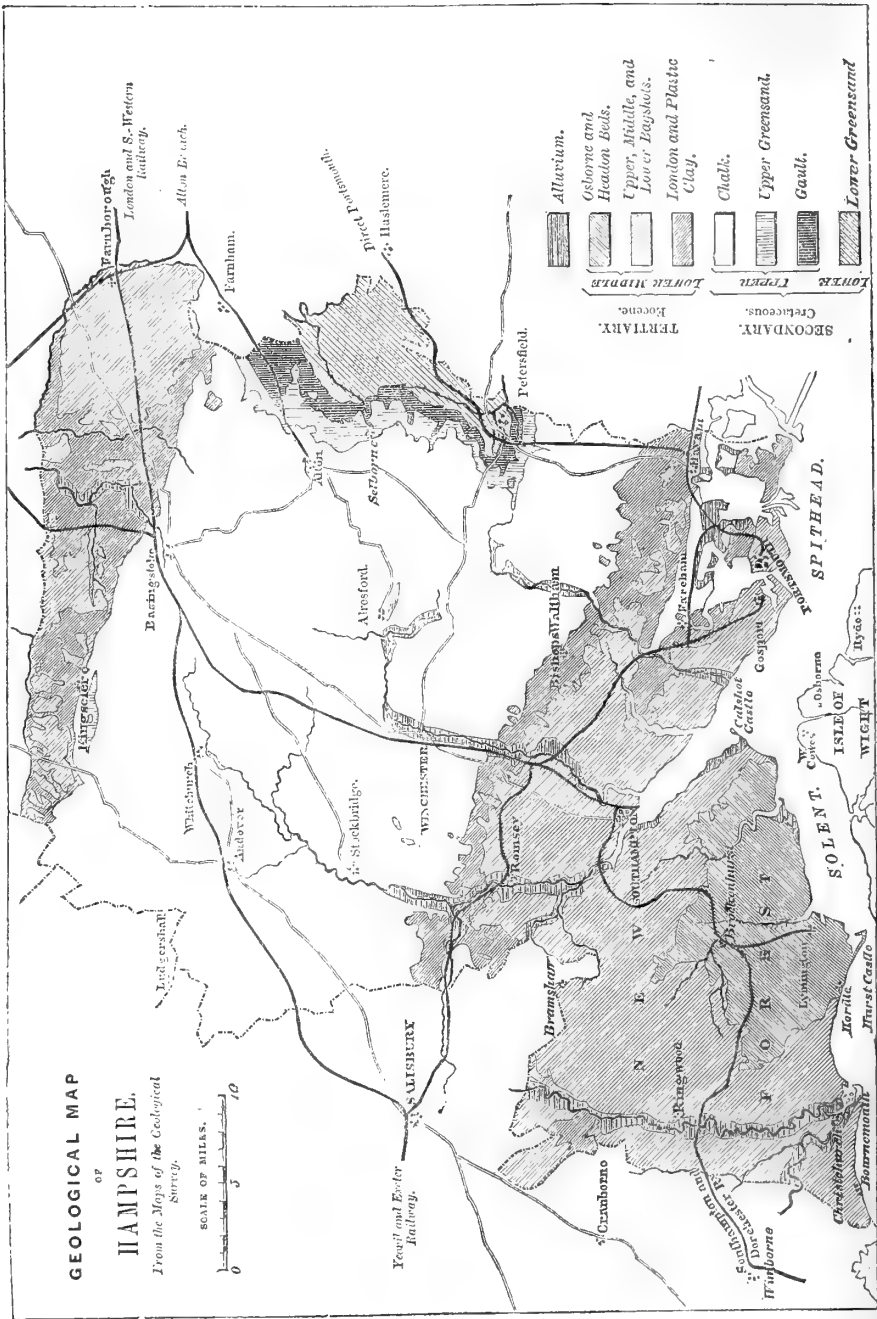 GEOLOGICAL MAP
OF
HAMPSHIRE.
From the Maps of the Geological
Survey.
SCALE OF MILES.
0 5 10
Farnborough
London and S.-Western
Railway.
Alton Branch.
Farnham.
Direct Portsmouth.
Haslemere.
Kingsclere
Basingstoke
Alton
Selborne
Petersfield.
Whitchurch
Andover
Ludgershall
Alresford.
Stockbridge.
WINCHESTER
Bishops Waltham
Havant
Fareham
PORTSMOUTH
Gosport
SPITHEAD.
Romsey
SALISBURY
Yeovil and Exeter
Railway.
Bramshaw
SOUTHAMPTON
Calshot
Castle
Osborne
Ryde
W. Cowes
ISLE OF
WIGHT
SOLENT.
NEW
FOREST
Brockenhurst
Lymington
Hordle
Hurst Castle
Ringwood
Cranborne
Southampton and
Dorchester R.
Wimborne
Christchurch
Bournemouth
Alluvium.
Osborne and
Headon Beds.
Upper, Middle, and
Lower Bagshots.
London and Plastic
Clay.
Chalk.
Upper Greensand.
Gault.
Lower Greensand
LOWER MIDDLE
UPPER
LOWER
Eocene.
Cretaceous.
TERTIARY.
SECONDARY.